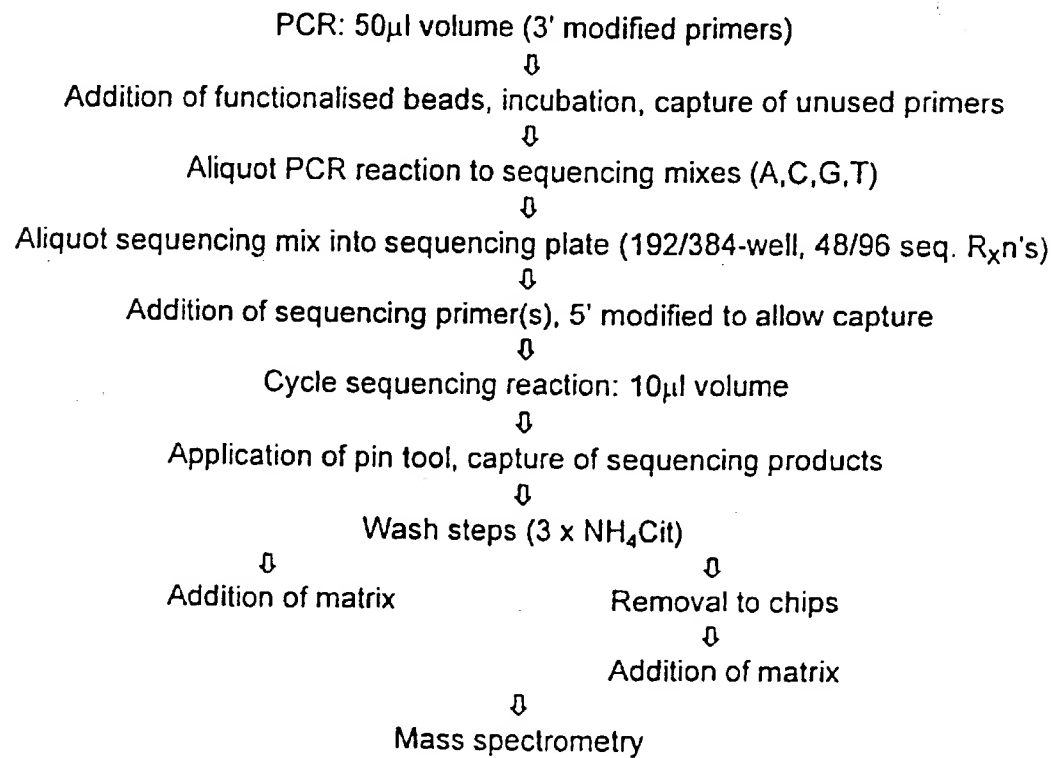 PCR: 50µl volume (3' modified primers)
⇩
Addition of functionalised beads, incubation, capture of unused primers
⇩
Aliquot PCR reaction to sequencing mixes (A,C,G,T)
⇩
Aliquot sequencing mix into sequencing plate (192/384-well, 48/96 seq. RXn's)
⇩
Addition of sequencing primer(s), 5' modified to allow capture
⇩
Cycle sequencing reaction: 10µl volume
⇩
Application of pin tool, capture of sequencing products
⇩
Wash steps (3 x NH4Cit)
⇩ ⇩
Addition of matrix Removal to chips
⇩
Addition of matrix
⇩
Mass spectrometry